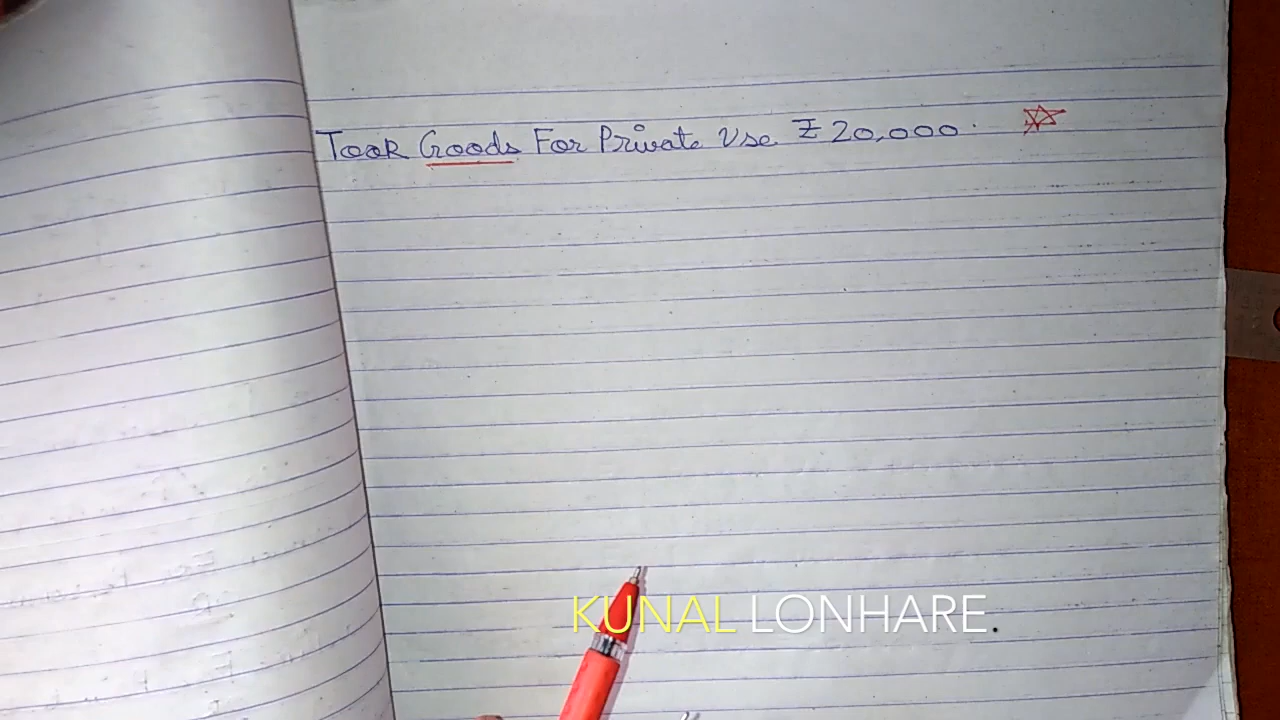 Took Goods For Private Use ₹ 20,000.
KUNAL LONHARE.